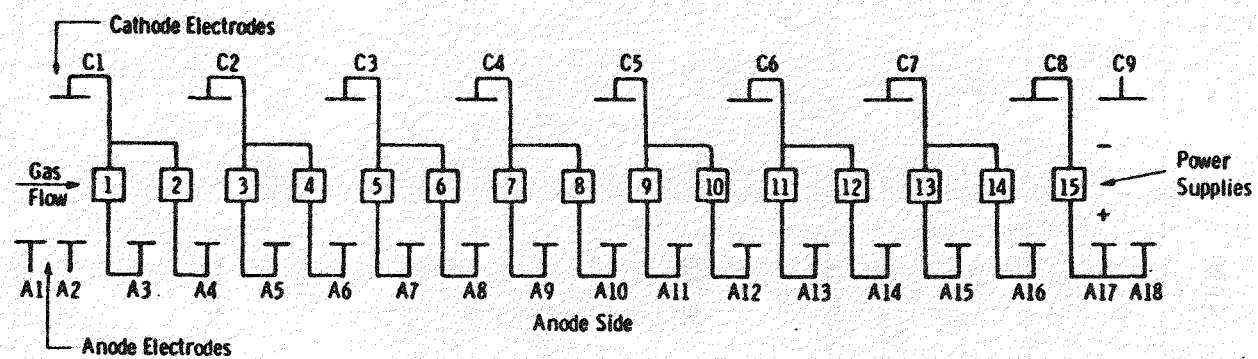 Cathode Electrodes
C1 C2 C3 C4 C5 C6 C7 C8 C9
Gas
Flow
1 2 3 4 5 6 7 8 9 10 11 12 13 14 15
−
+
Power
Supplies
A1 A2 A3 A4 A5 A6 A7 A8 A9 A10 A11 A12 A13 A14 A15 A16 A17 A18
Anode Side
Anode Electrodes